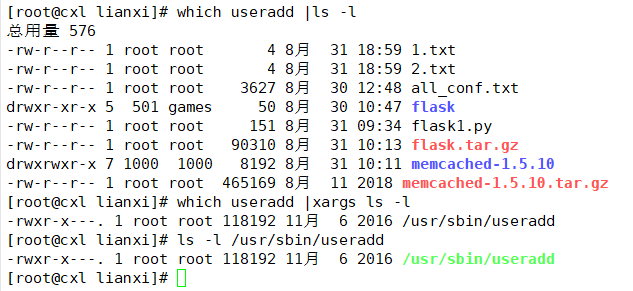 [root@cxl lianxi]# which useradd |ls -l
总用量 576
-rw-r--r-- 1 root root      4 8月  31 18:59 1.txt
-rw-r--r-- 1 root root      4 8月  31 18:59 2.txt
-rw-r--r-- 1 root root   3627 8月  30 12:48 all_conf.txt
drwxr-xr-x 5  501 games     50 8月  30 10:47 flask
-rw-r--r-- 1 root root    151 8月  31 09:34 flask1.py
-rw-r--r-- 1 root root  90310 8月  31 10:13 flask.tar.gz
drwxrwxr-x 7 1000  1000   8192 8月  31 10:11 memcached-1.5.10
-rw-r--r-- 1 root root 465169 8月  11 2018 memcached-1.5.10.tar.gz
[root@cxl lianxi]# which useradd |xargs ls -l
-rwxr-x---. 1 root root 118192 11月  6 2016 /usr/sbin/useradd
[root@cxl lianxi]# ls -l /usr/sbin/useradd
-rwxr-x---. 1 root root 118192 11月  6 2016 /usr/sbin/useradd
[root@cxl lianxi]#